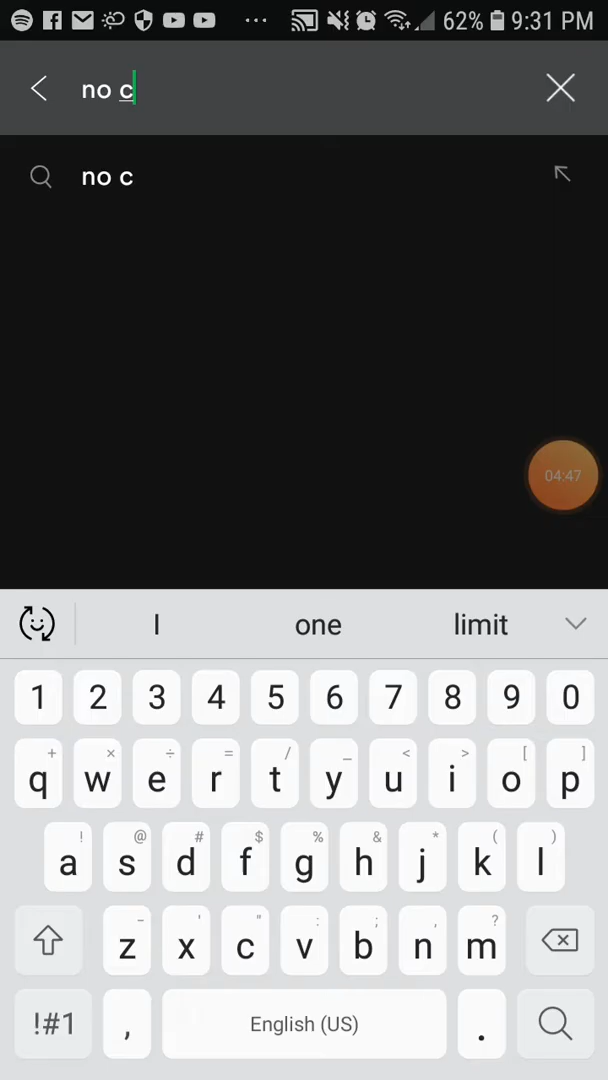 62% 9:31 PM
no c
no c
04:47
I one limit
1 2 3 4 5 6 7 8 9 0
+ × ÷ = / _ < > [ ]
q w e r t y u i o p
! @ # $ % & * ( )
a s d f g h j k l
- ' " : ; , ?
z x c v b n m
!#1 , English (US) .